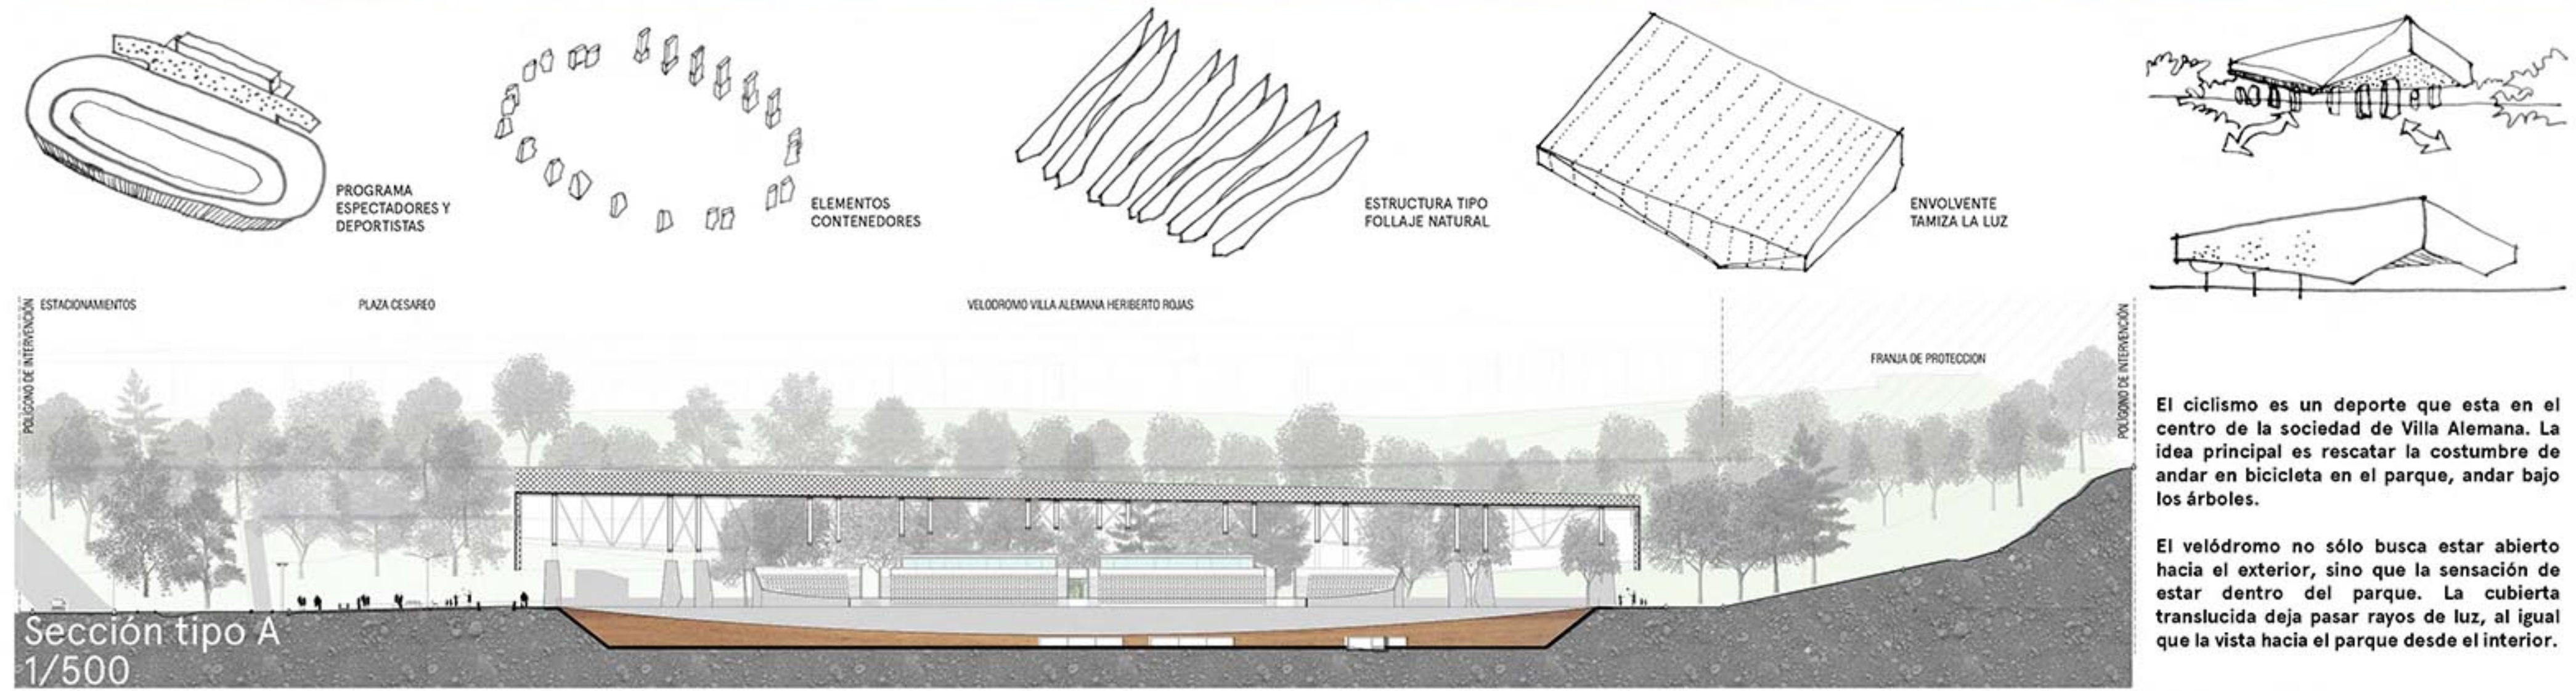 PROGRAMA
ESPECTADORES Y
DEPORTISTAS
ELEMENTOS
CONTENEDORES
ESTRUCTURA TIPO
FOLLAJE NATURAL
ENVOLVENTE
TAMIZA LA LUZ
POLÍGONO DE INTERVENCIÓN
ESTACIONAMIENTOS
PLAZA CESAREO
VELODROMO VILLA ALEMANA HERIBERTO ROJAS
FRANJA DE PROTECCION
POLÍGONO DE INTERVENCIÓN
Sección tipo A
1/500
El ciclismo es un deporte que esta en el
centro de la sociedad de Villa Alemana. La
idea principal es rescatar la costumbre de
andar en bicicleta en el parque, andar bajo
los árboles.
El velódromo no sólo busca estar abierto
hacia el exterior, sino que la sensación de
estar dentro del parque. La cubierta
translucida deja pasar rayos de luz, al igual
que la vista hacia el parque desde el interior.